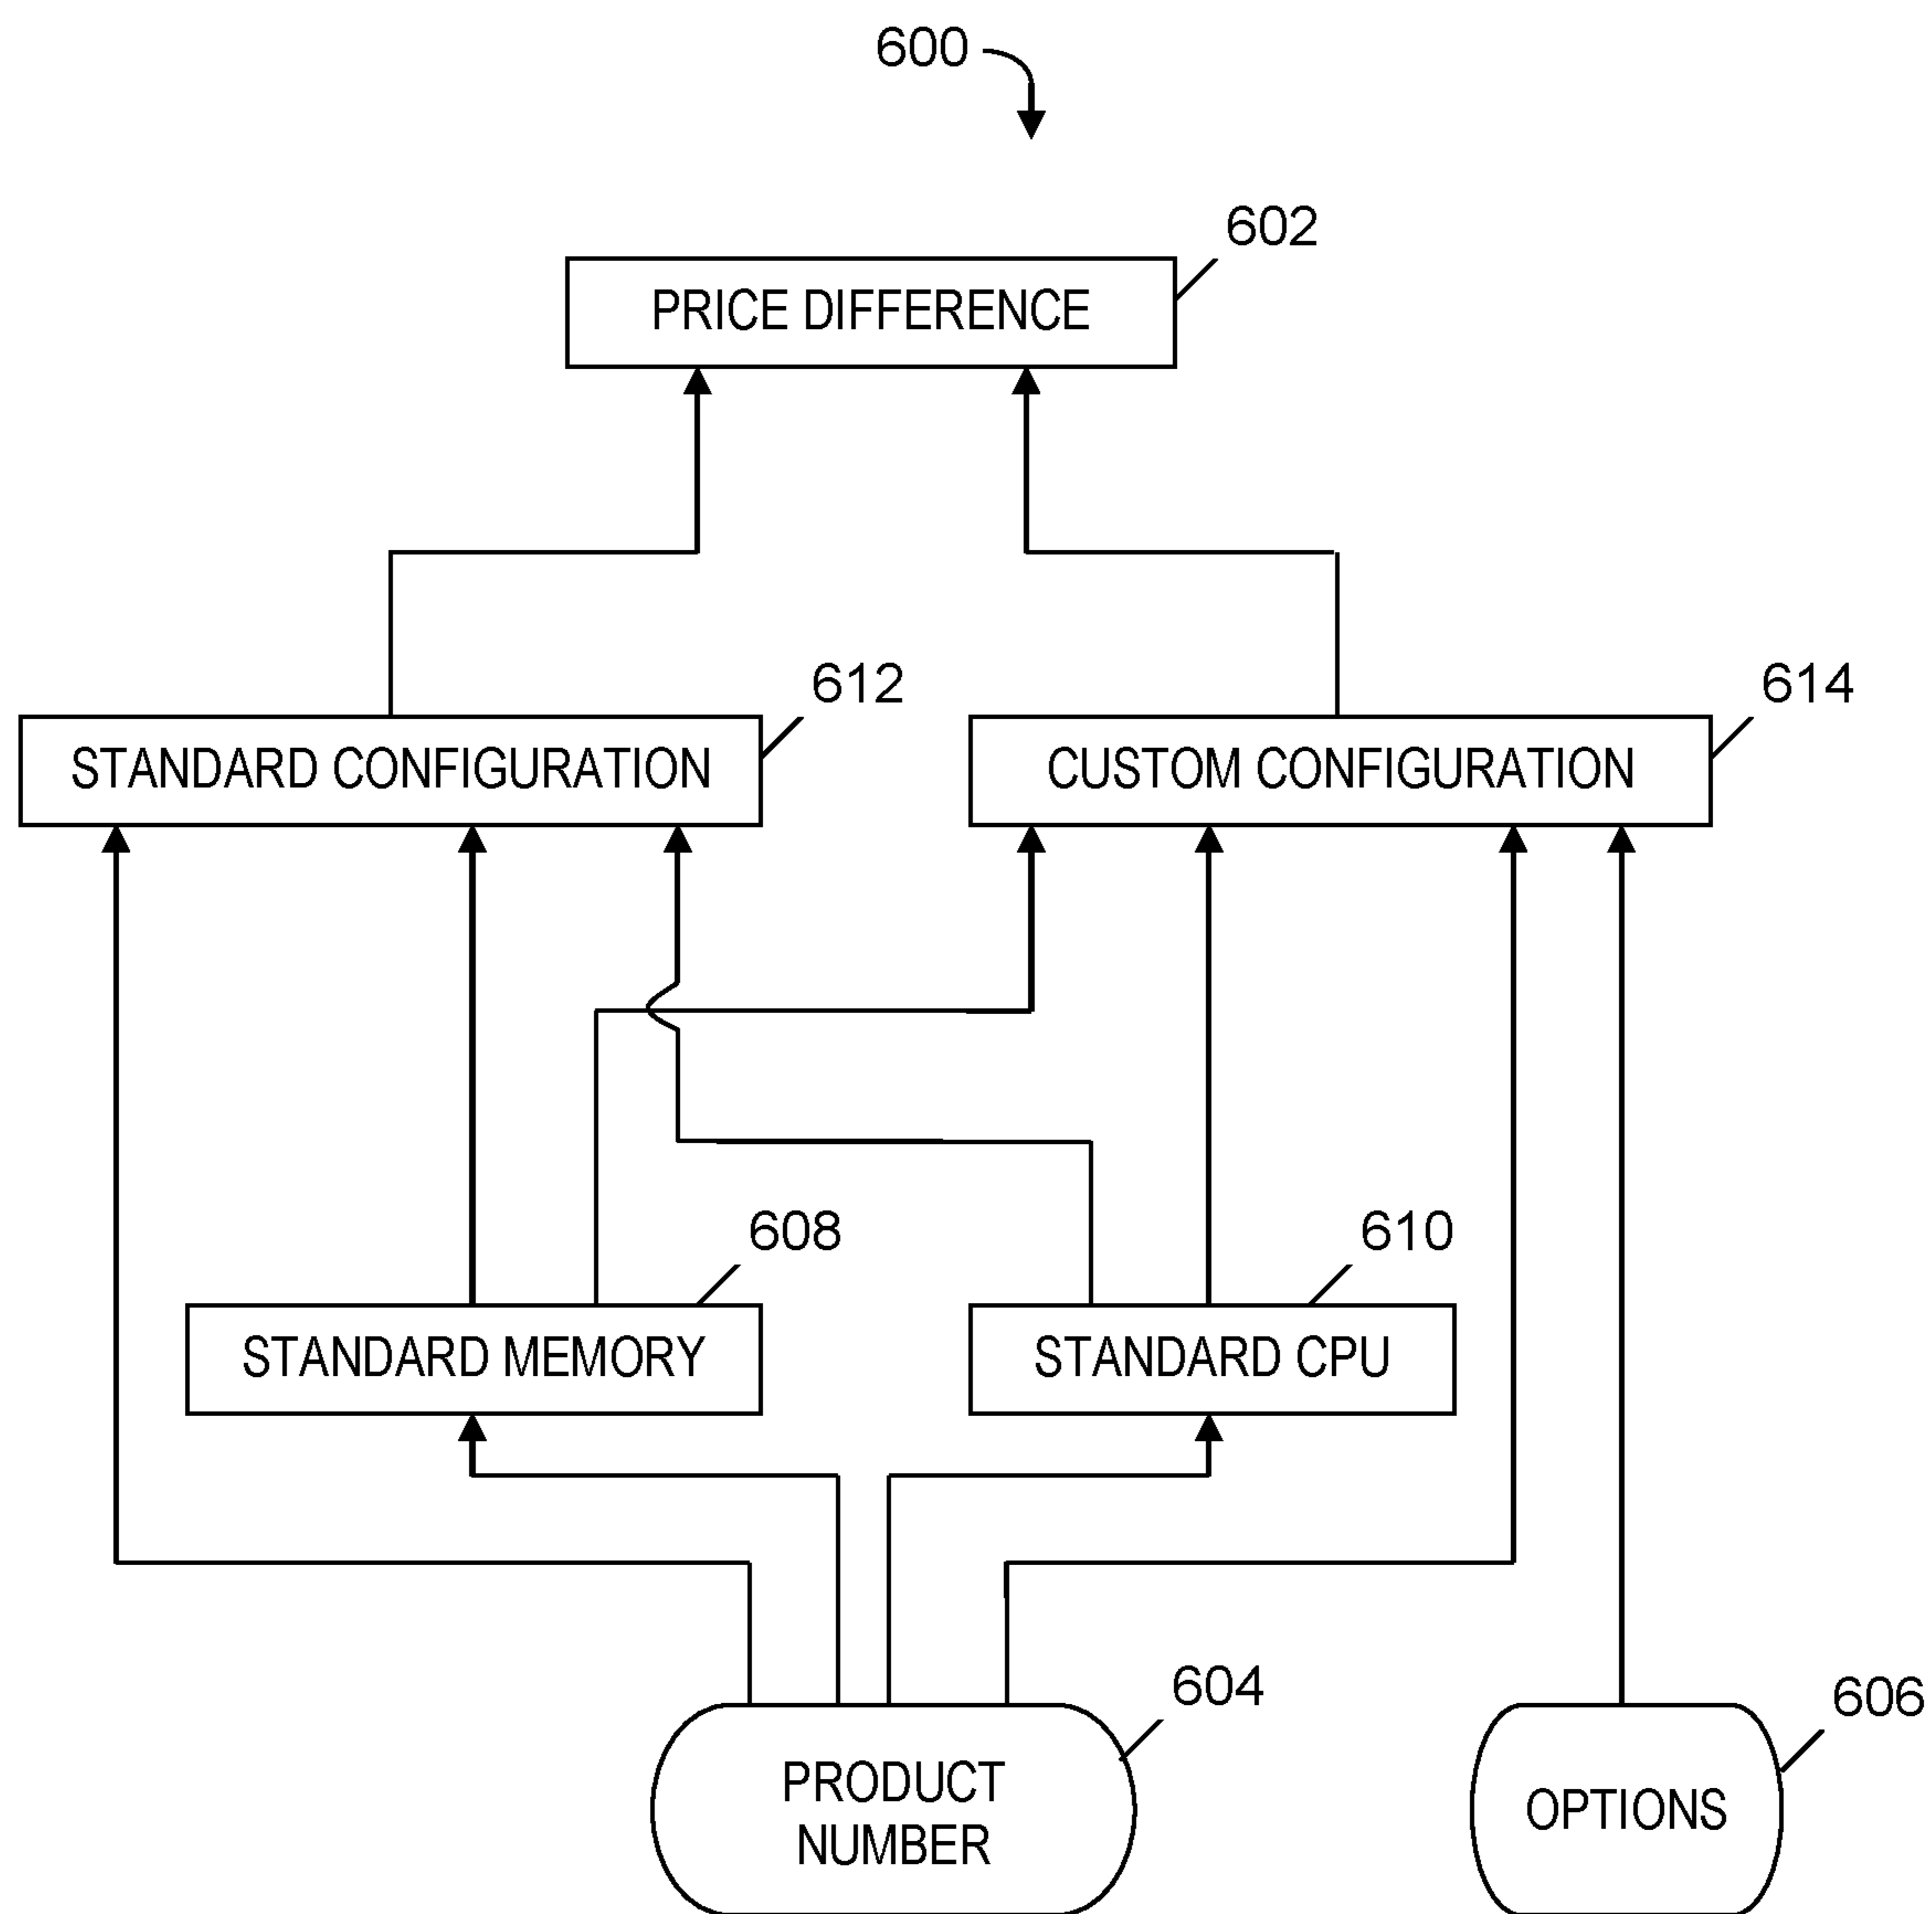 600
602
PRICE DIFFERENCE
612
614
STANDARD CONFIGURATION
CUSTOM CONFIGURATION
608
610
STANDARD MEMORY
STANDARD CPU
604
606
PRODUCT
NUMBER
OPTIONS